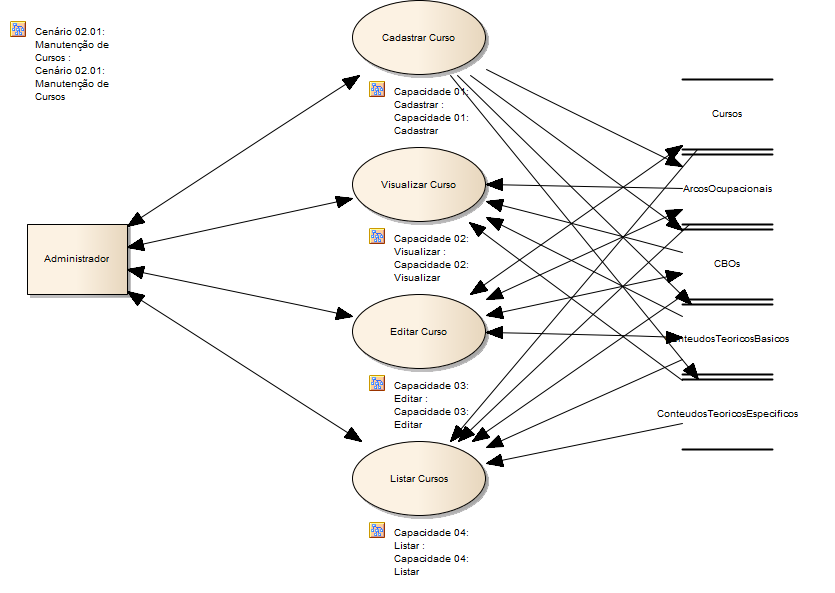 Cenário 02.01:
Manutenção de
Cursos :
Cenário 02.01:
Manutenção de
Cursos
Cadastrar Curso
Capacidade 01:
Cadastrar :
Capacidade 01:
Cadastrar
Cursos
Visualizar Curso
ArcosOcupacionais
Capacidade 02:
Visualizar :
Capacidade 02:
Visualizar
Administrador
CBOs
Editar Curso
nteudosTeoricosBasicos
Capacidade 03:
Editar :
Capacidade 03:
Editar
ConteudosTeoricosEspecificos
Listar Cursos
Capacidade 04:
Listar :
Capacidade 04:
Listar